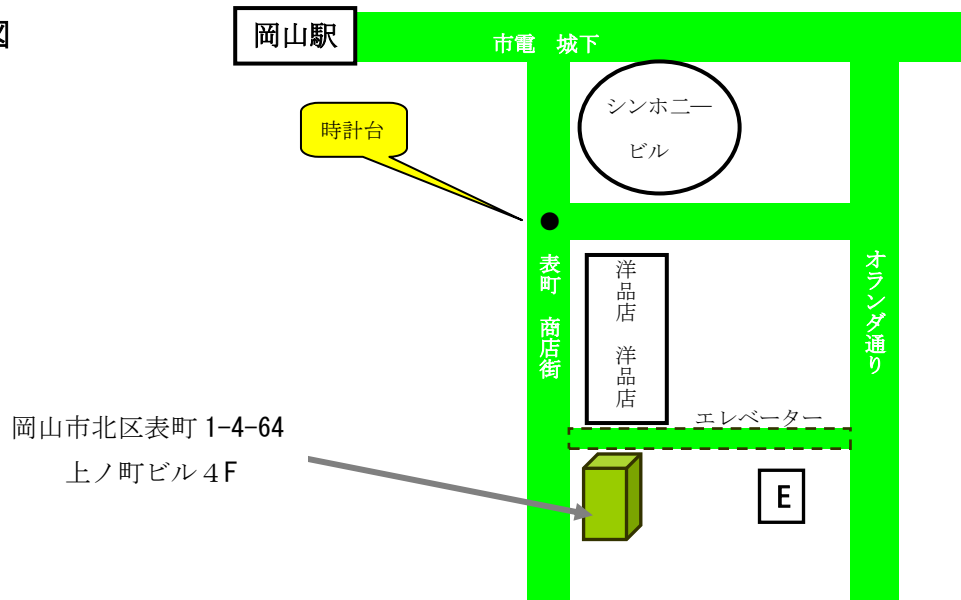 図
岡山駅
市電 城下
時計台
シンホ二―
ビル
表町 商店街
洋品店 洋品店
オランダ通り
エレベーター
岡山市北区表町 1-4-64
上ノ町ビル４F
E